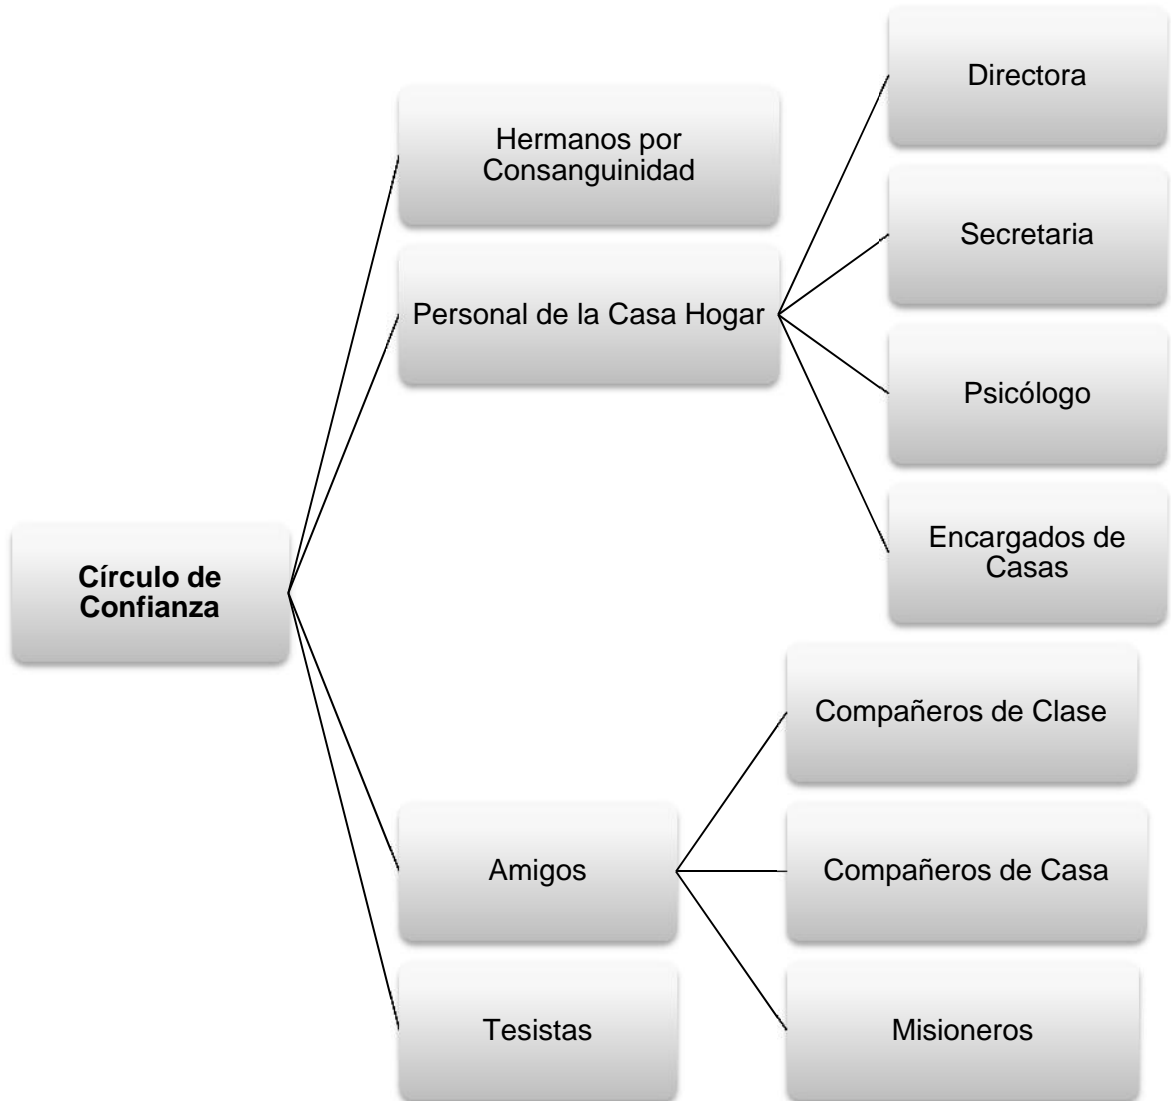 Círculo de
Confianza
Hermanos por
Consanguinidad
Personal de la Casa Hogar
Directora
Secretaria
Psicólogo
Encargados de
Casas
Amigos
Compañeros de Clase
Compañeros de Casa
Misioneros
Tesistas